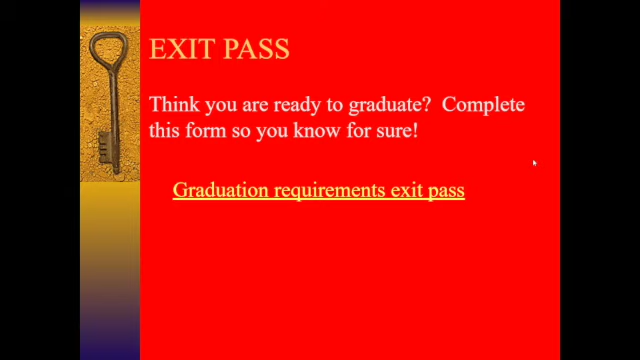 EXIT PASS
Think you are ready to graduate?  Complete
this form so you know for sure!
Graduation requirements exit pass